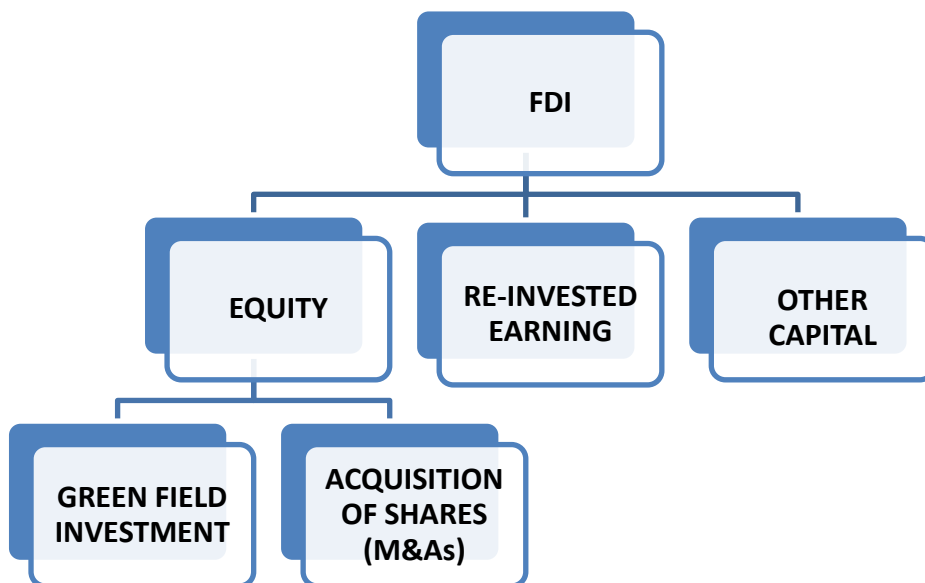 FDI
EQUITY
RE-INVESTED
EARNING
OTHER
CAPITAL
GREEN FIELD
INVESTMENT
ACQUISITION
OF SHARES
(M&As)